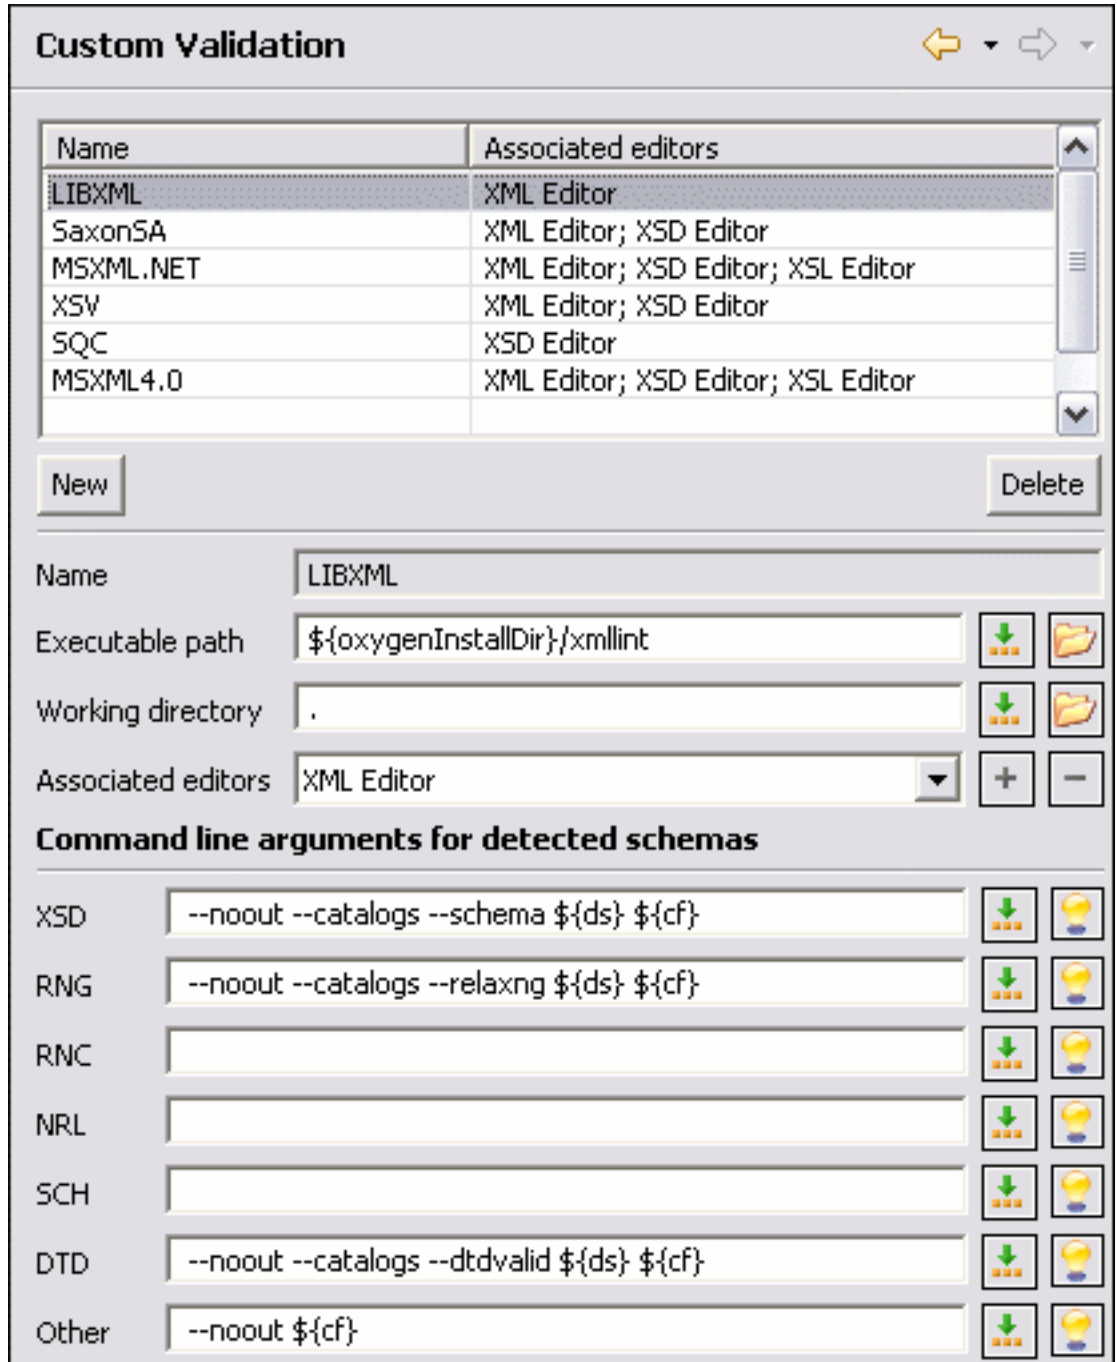 Custom Validation
Name Associated editors
LIBXML XML Editor
SaxonSA XML Editor; XSD Editor
MSXML.NET XML Editor; XSD Editor; XSL Editor
XSV XML Editor; XSD Editor
SQC XSD Editor
MSXML4.0 XML Editor; XSD Editor; XSL Editor
New Delete
Name LIBXML
Executable path ${oxygenInstallDir}/xmllint
Working directory .
Associated editors XML Editor + -
Command line arguments for detected schemas
XSD --noout --catalogs --schema ${ds} ${cf}
RNG --noout --catalogs --relaxng ${ds} ${cf}
RNC
NRL
SCH
DTD --noout --catalogs --dtdvalid ${ds} ${cf}
Other --noout ${cf}